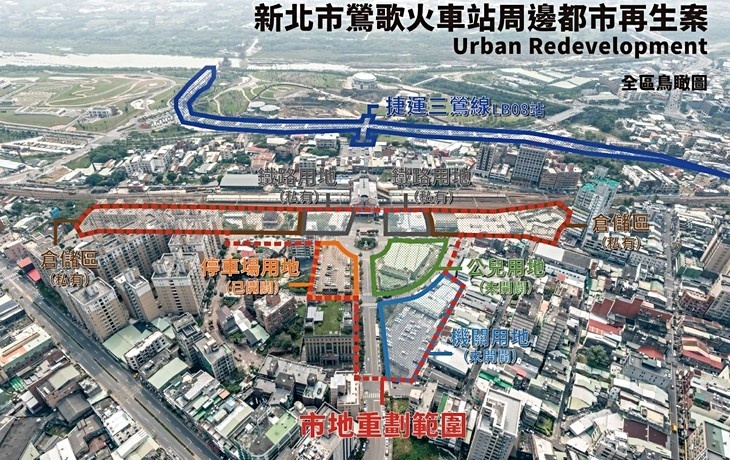 新北市鶯歌火車站周邊都市再生案
Urban Redevelopment
全區鳥瞰圖
捷運三鶯線LB08站
鐵路用地
(私有)
鐵路用地
(私有)
倉儲區
(私有)
倉儲區
(私有)
停車場用地
(已開闢)
公兒用地
(未開闢)
機關用地
(未開闢)
市地重劃範圍